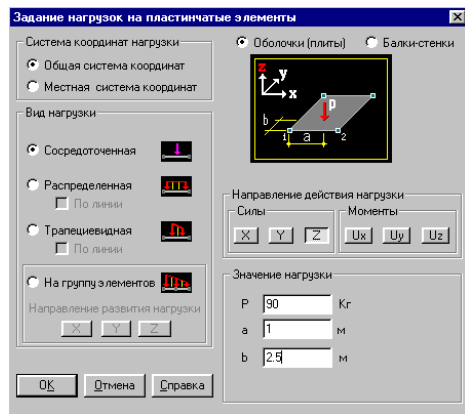 Задание нагрузок на пластинчатые элементы
Система координат нагрузки
Общая система координат
Местная система координат
Вид нагрузки
Сосредоточенная
Распределенная
По линии
Трапециевидная
По линии
На группу элементов
Направление развития нагрузки
X Y Z
OK Отмена Справка
Оболочки (плиты) Балки-стенки
z
y
x
p
b
a
1 2
Направление действия нагрузки
Силы Моменты
X Y Z Ux Uy Uz
Значение нагрузки
P 90 Кг
a 1 м
b 2.5 м